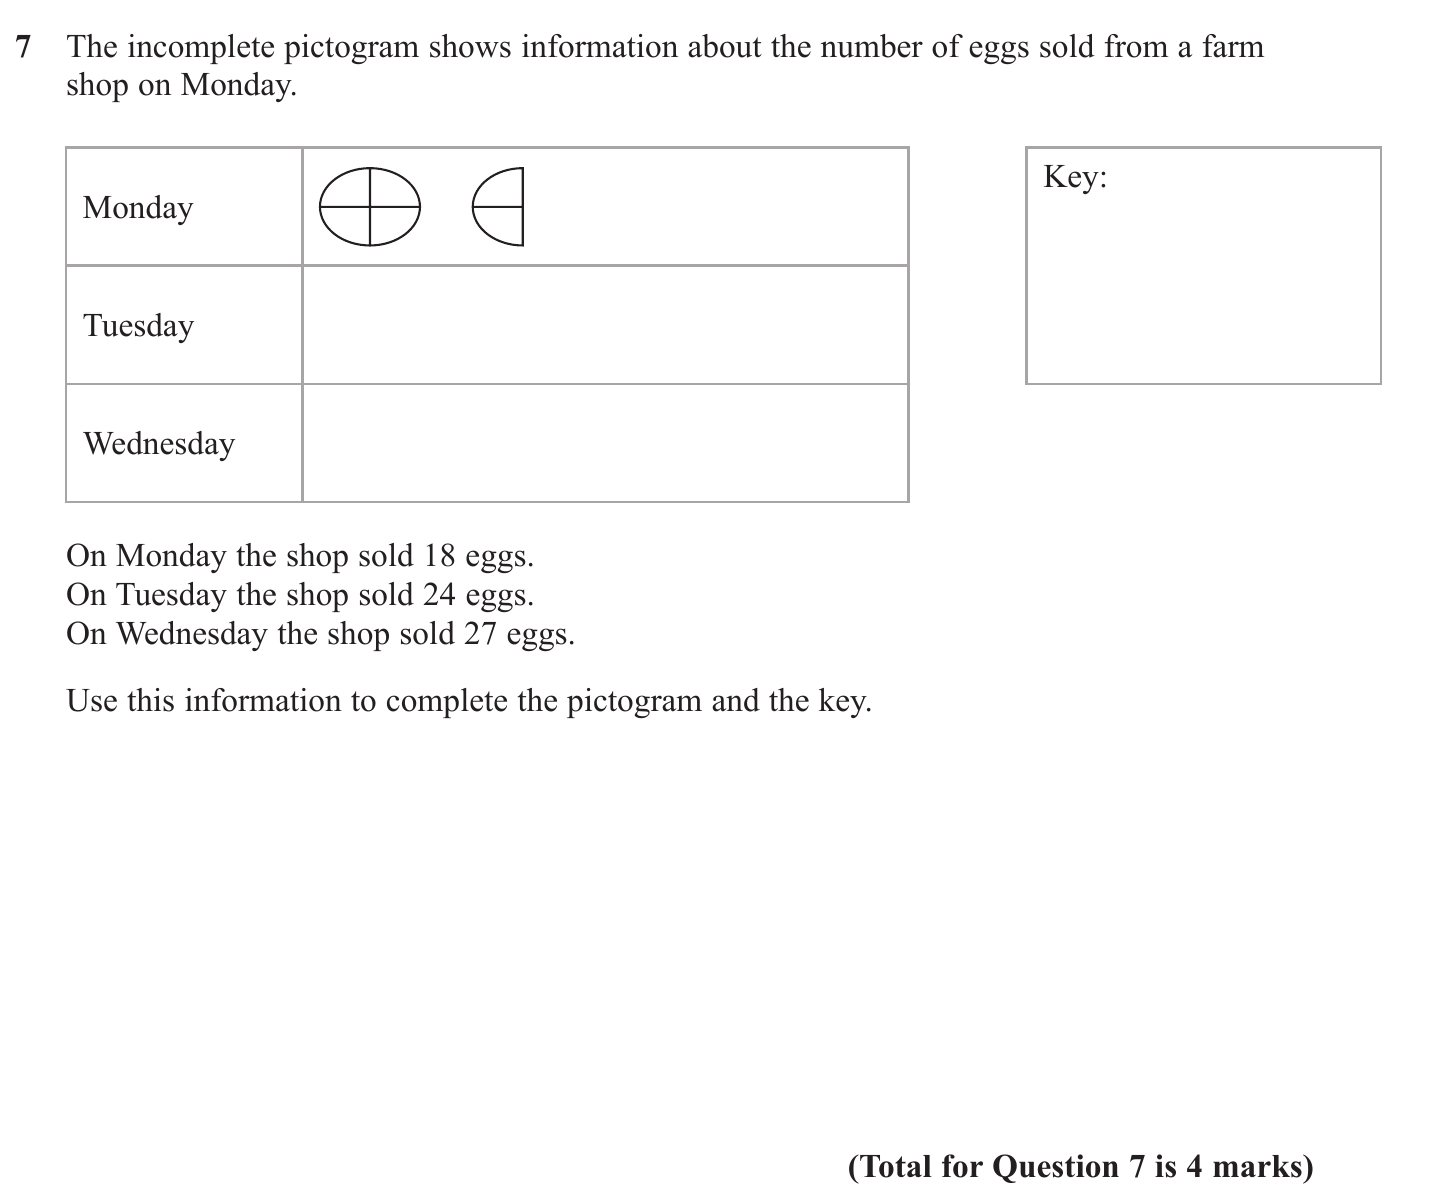 7 The incomplete pictogram shows information about the number of eggs sold from a farm
shop on Monday.
Monday
Key:
Tuesday
Wednesday
On Monday the shop sold 18 eggs.
On Tuesday the shop sold 24 eggs.
On Wednesday the shop sold 27 eggs.
Use this information to complete the pictogram and the key.
(Total for Question 7 is 4 marks)